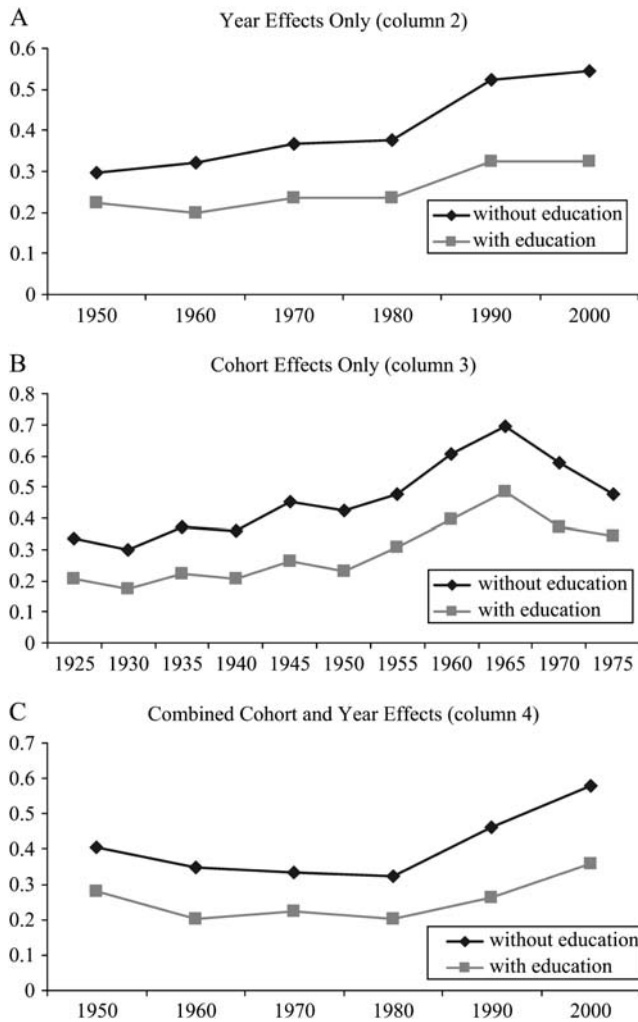 A
Year Effects Only (column 2)
0.6
0.5
0.4
0.3
0.2
0.1
0
without education
with education
1950 1960 1970 1980 1990 2000
B
Cohort Effects Only (column 3)
0.8
0.7
0.6
0.5
0.4
0.3
0.2
0.1
0
without education
with education
1925 1930 1935 1940 1945 1950 1955 1960 1965 1970 1975
C
Combined Cohort and Year Effects (column 4)
0.7
0.6
0.5
0.4
0.3
0.2
0.1
0
without education
with education
1950 1960 1970 1980 1990 2000